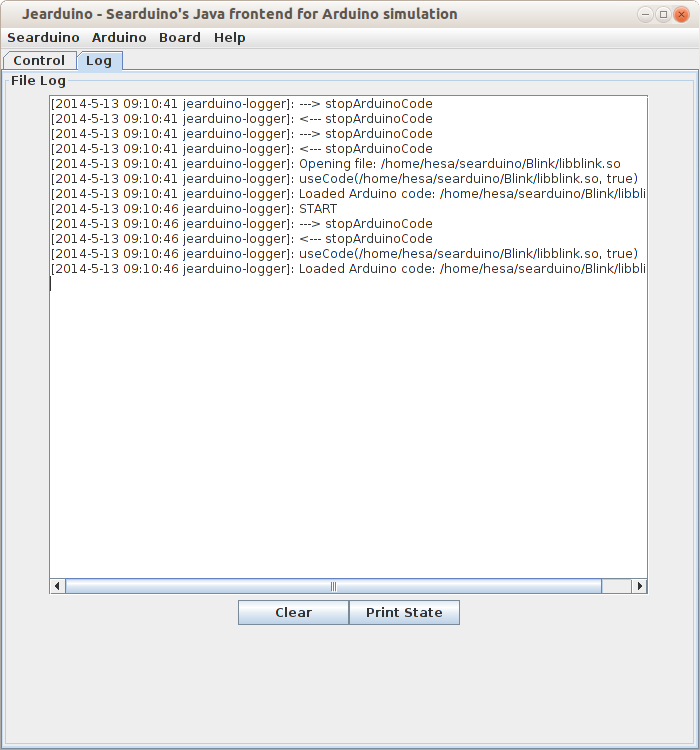 Jearduino - Searduino's Java frontend for Arduino simulation
Searduino Arduino Board Help
Control Log
File Log
[2014-5-13 09:10:41 jearduino-logger]: ---> stopArduinoCode
[2014-5-13 09:10:41 jearduino-logger]: <--- stopArduinoCode
[2014-5-13 09:10:41 jearduino-logger]: ---> stopArduinoCode
[2014-5-13 09:10:41 jearduino-logger]: <--- stopArduinoCode
[2014-5-13 09:10:41 jearduino-logger]: Opening file: /home/hesa/searduino/Blink/libblink.so
[2014-5-13 09:10:41 jearduino-logger]: useCode(/home/hesa/searduino/Blink/libblink.so, true)
[2014-5-13 09:10:41 jearduino-logger]: Loaded Arduino code: /home/hesa/searduino/Blink/libbli
[2014-5-13 09:10:46 jearduino-logger]: START
[2014-5-13 09:10:46 jearduino-logger]: ---> stopArduinoCode
[2014-5-13 09:10:46 jearduino-logger]: <--- stopArduinoCode
[2014-5-13 09:10:46 jearduino-logger]: useCode(/home/hesa/searduino/Blink/libblink.so, true)
[2014-5-13 09:10:46 jearduino-logger]: Loaded Arduino code: /home/hesa/searduino/Blink/libbli
Clear Print State